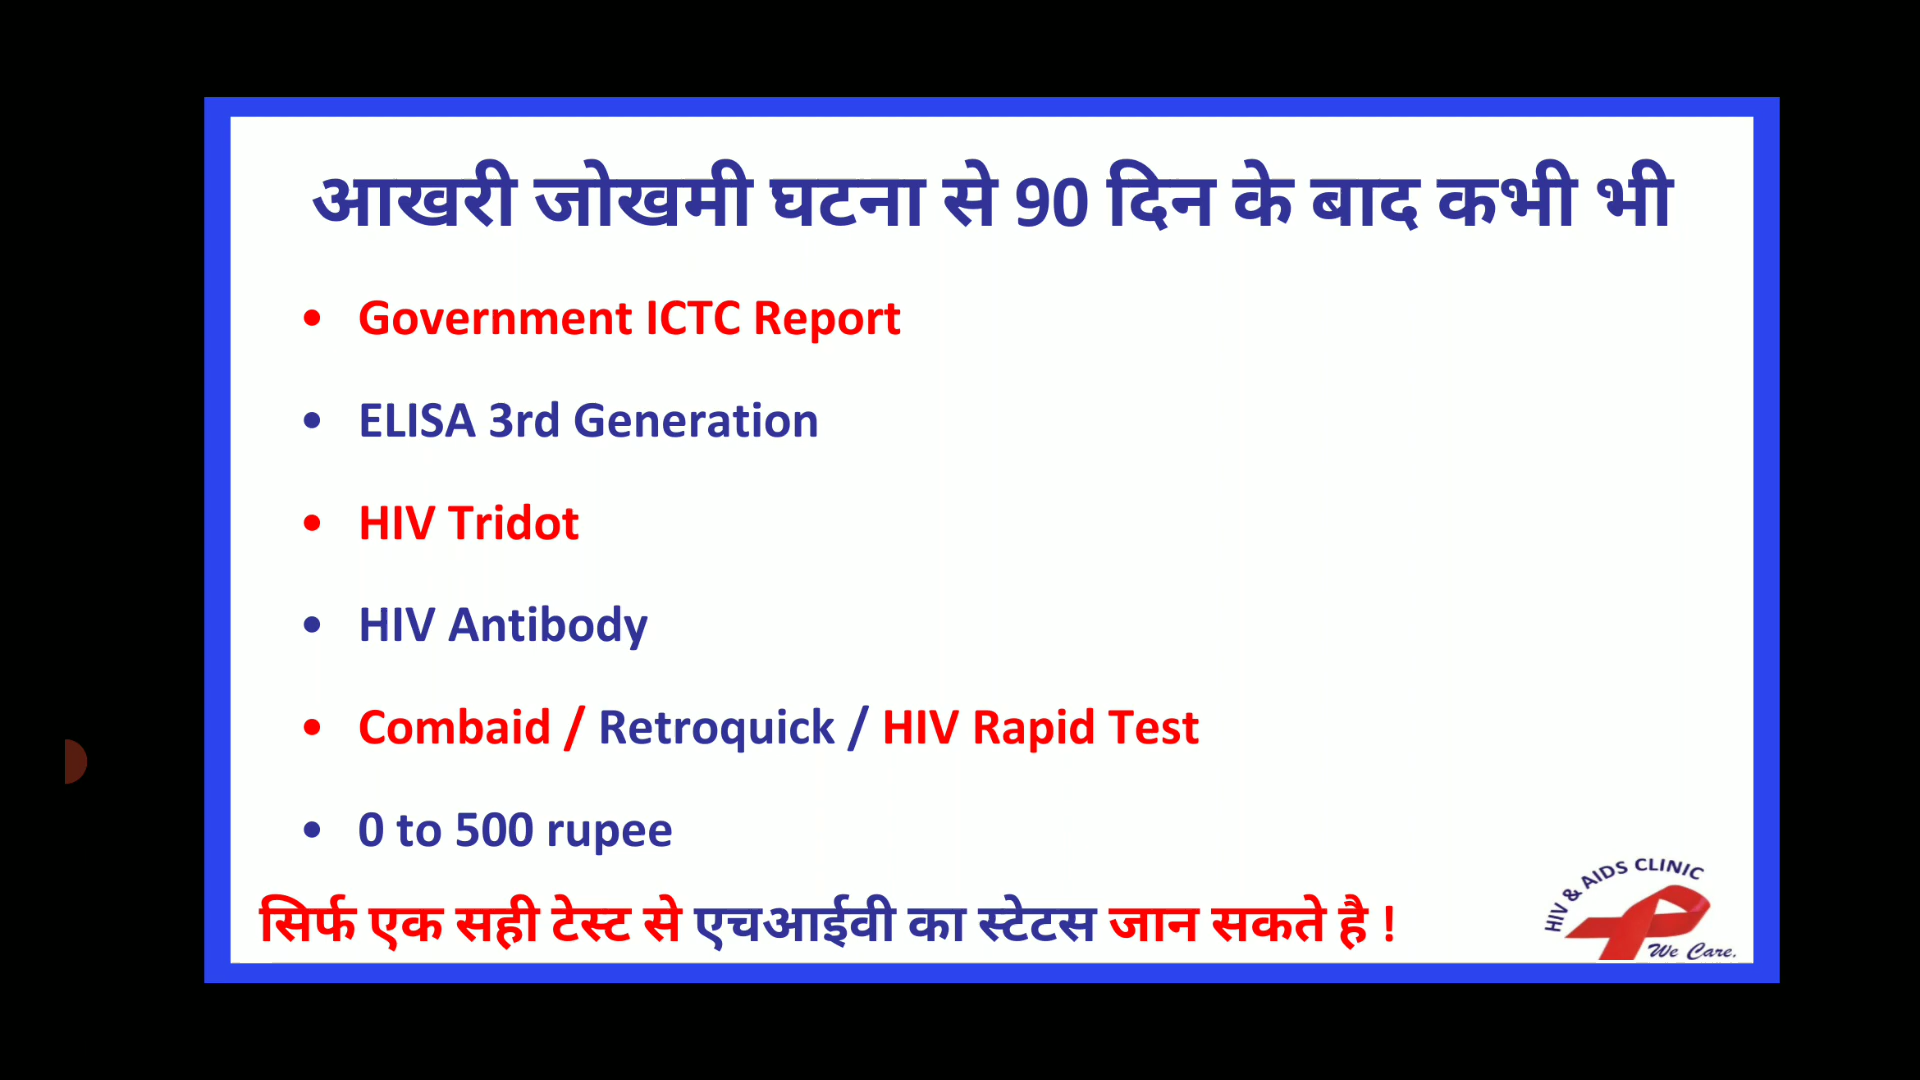 आखरी जोखमी घटना से 90 दिन के बाद कभी भी
• Government ICTC Report
• ELISA 3rd Generation
• HIV Tridot
• HIV Antibody
• Combaid / Retroquick / HIV Rapid Test
• 0 to 500 rupee
सिर्फ एक सही टेस्ट से एचआईवी का स्टेटस जान सकते है !
HIV & AIDS CLINIC
We Care.